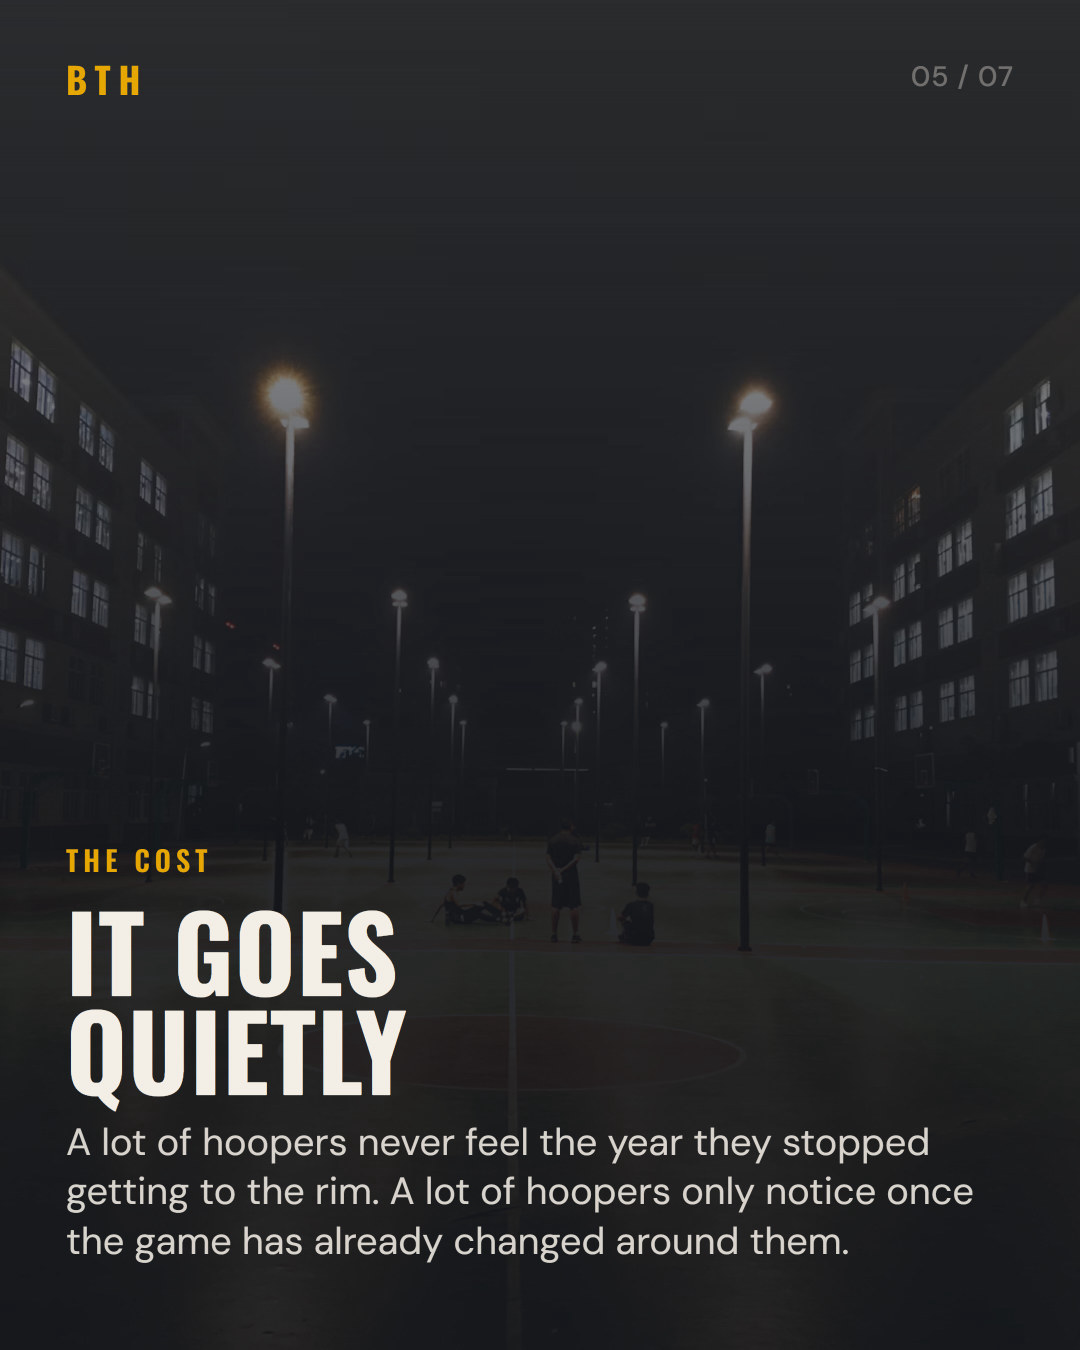 BTH
05 / 07
THE COST
IT GOES
QUIETLY
A lot of hoopers never feel the year they stopped
getting to the rim. A lot of hoopers only notice once
the game has already changed around them.